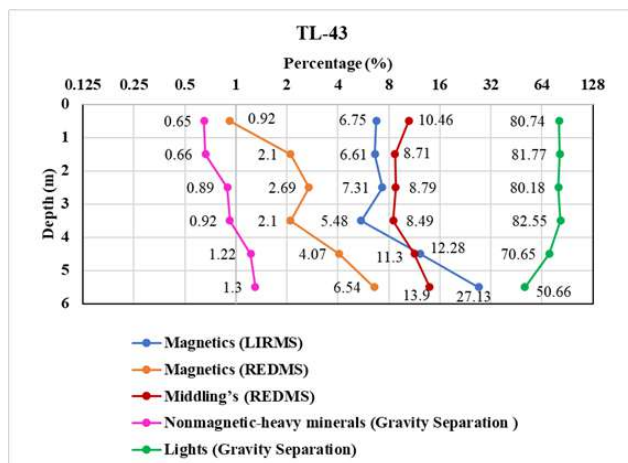 TL-43
Percentage (%)
0.125 0.25 0.5 1 2 4 8 16 32 64 128
Depth (m)
0
0.65 0.92 6.75 10.46 80.74
1
0.66 2.1 6.61 8.71 81.77
2
0.89 2.69 7.31 8.79 80.18
3
0.92 2.1 5.48 8.49 82.55
4
1.22 4.07 11.3 12.28 70.65
5
1.3 6.54 13.9 27.13 50.66
6
Magnetics (LIRMS)
Magnetics (REDMS)
Middling's (REDMS)
Nonmagnetic-heavy minerals (Gravity Separation )
Lights (Gravity Separation)